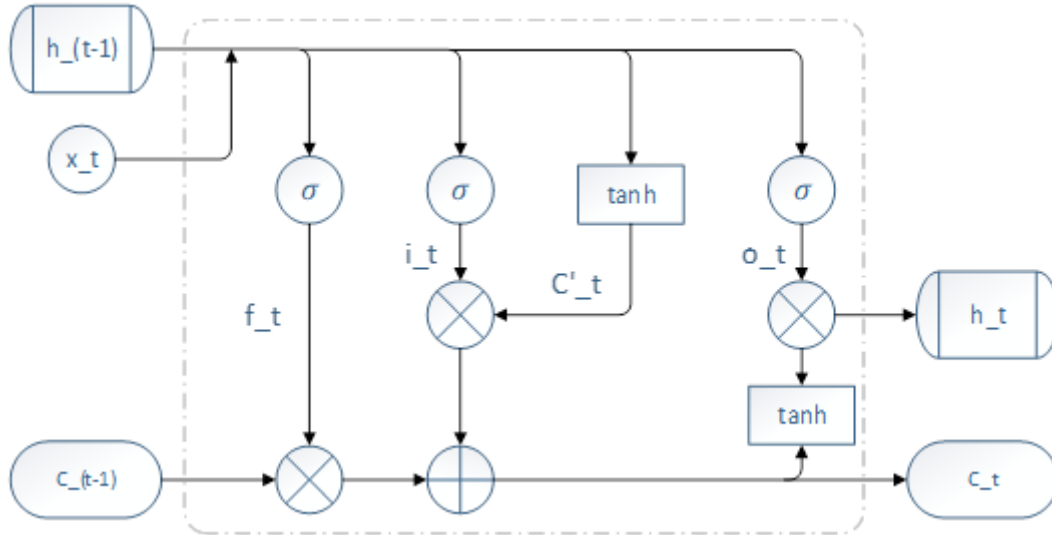 h_(t-1)
x_t
σ
σ
tanh
σ
i_t
C'_t
o_t
f_t
h_t
tanh
C_(t-1)
C_t